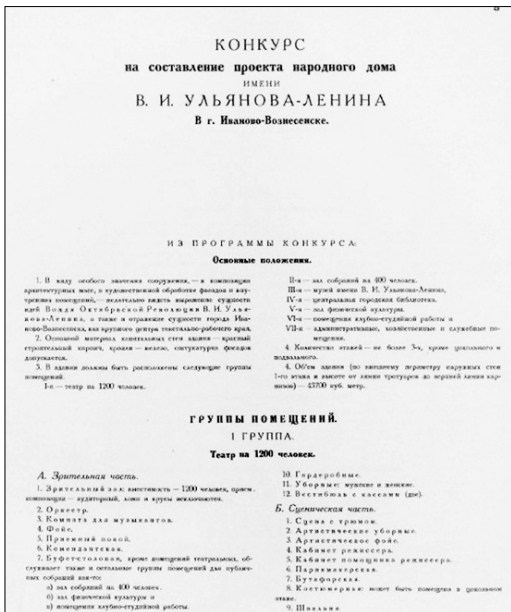 КОНКУРС
на составление проекта народного дома
ИМЕНИ
В. И. УЛЬЯНОВА-ЛЕНИНА
В г. Иваново-Вознесенске.
ИЗ ПРОГРАММЫ КОНКУРСА:
Основные положения.
1. В виду особого значения сооружения, — в композиции
архитектурных масс, в художественной обработке фасадов и вну-
тренних помещений, — желательно видеть выражение сущности
идей Вождя Октябрьской Революции В. И. Улья-
нова-Ленина, а также и отражение сущности города Ива-
ново-Вознесенска, как крупного центра текстильно-рабочего края.
2. Основной материал капитальных стен здания — красный
строительный кирпич, кровля — железо, оштукатурка фасадов
допускается.
3. В здании должны быть расположены следующие группы
помещений:
I-я — театр на 1200 человек.
II-я — зал собраний на 400 человек.
III-я — музей имени В. И. Ульянова-Ленина,
IV-я — центральная городская библиотека.
V-я — зал физической культуры.
VI-я — помещения клубно-студийной работы и
VII-я — административные, хозяйственные и служебные по-
мещения.
4. Количество этажей — не более 3-х, кроме цокольного и
подвального.
4. Об'ем здания (по внешнему периметру наружных стен
1-го этажа и высоте от линии тротуаров до верхней линии кар-
низов) — 43700 куб. метр.
ГРУППЫ ПОМЕЩЕНИЙ.
I ГРУППА.
Театр на 1200 человек.
А. Зрительная часть.
1. Зрительный зал: вместимость — 1200 человек, прием
композиции — аудиторный, ложи и ярусы исключаются.
2. Оркестр.
3. Комната для музыкантов.
4. Фойе.
5. Приемный покой.
6. Комендантская.
7. Буфет-столовая, кроме помещений театральных, об-
служивает также и остальные группы помещений для публич-
ных собраний как-то:
а) зал собраний на 400 человек.
б) зал физической культуры и
в) помещения клубно-студийной работы.
10. Гардеробные.
11. Уборные: мужские и женские.
12. Вестибюль с кассами (две).
Б. Сценическая часть.
1. Сцена с трюмом.
2. Артистические уборные.
3. Артистическое фойе.
4. Кабинет режиссера.
5. Кабинет помощника режиссера.
6. Парикмахерская.
7. Бутафорская.
8. Костюмерная: может быть помещена в цокольном
этаже.
9. Швальня.